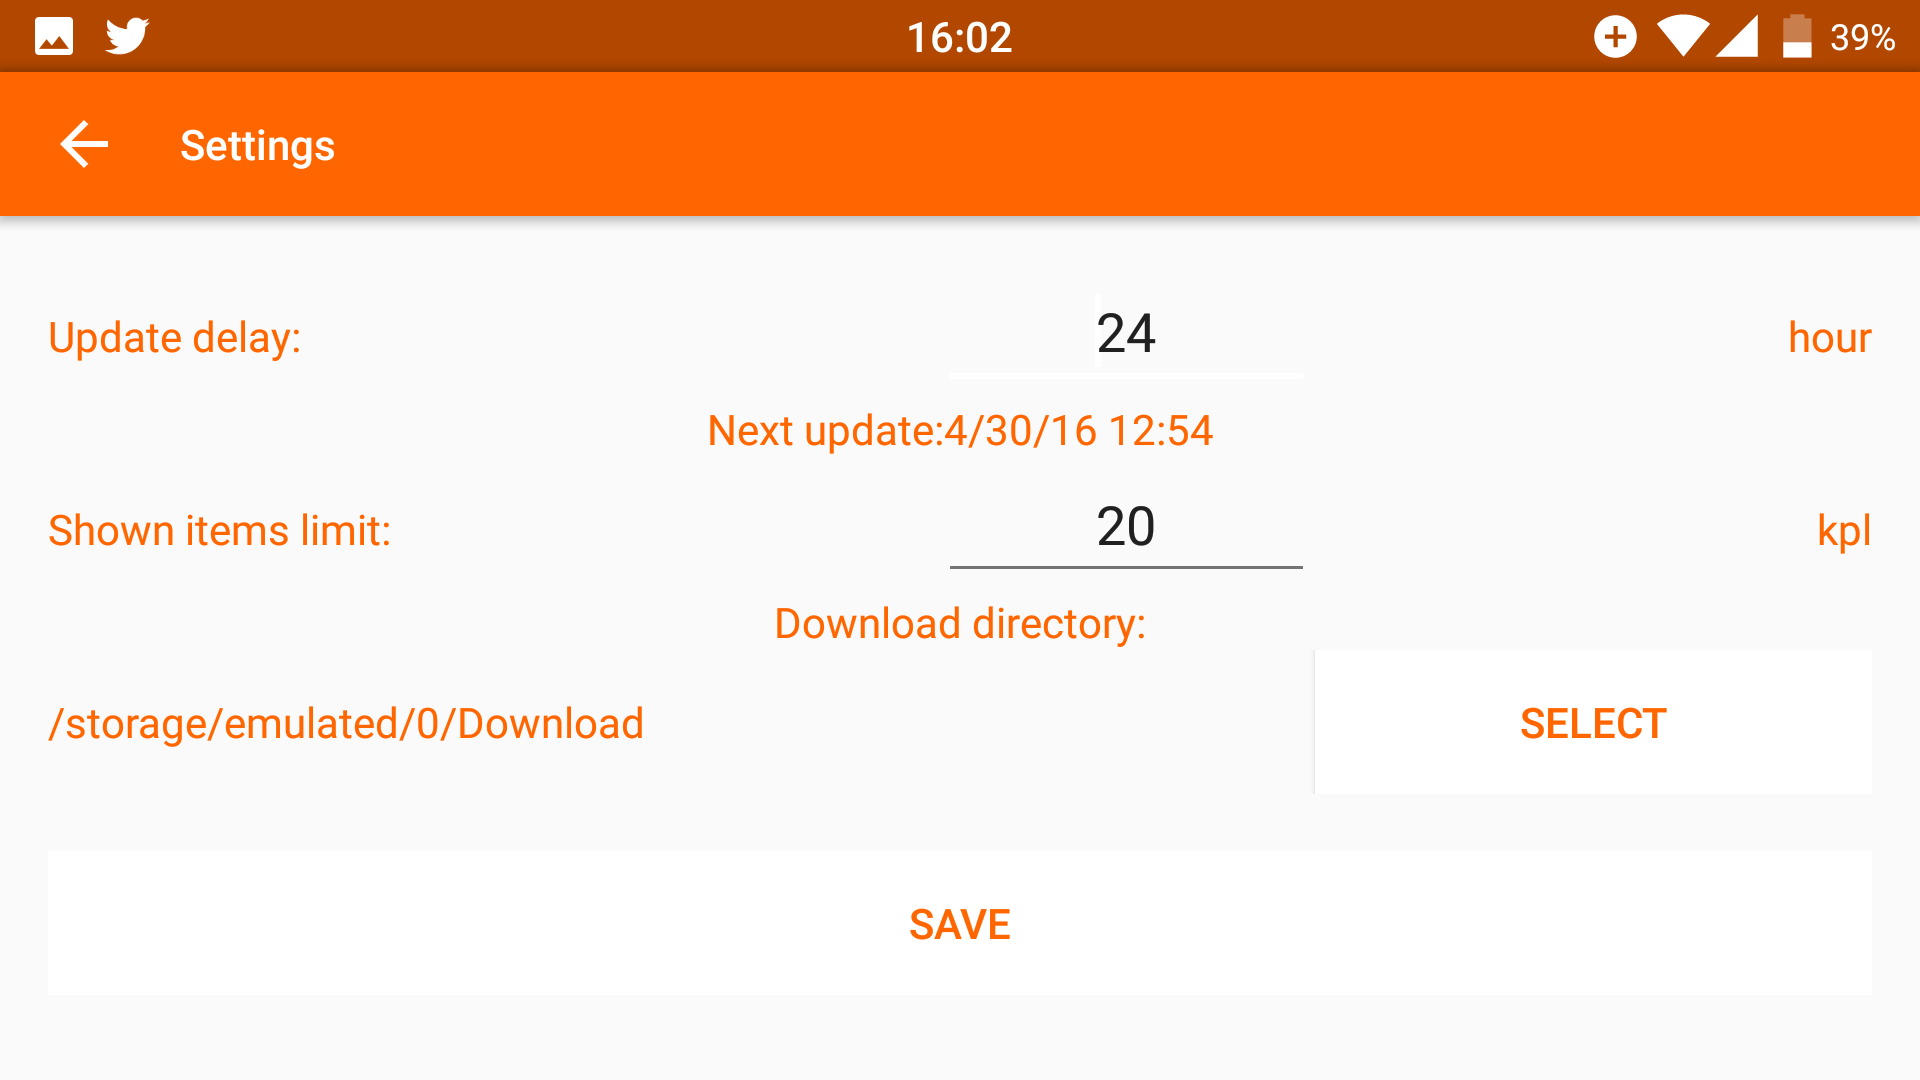 16:02
39%
Settings
Update delay: 24 hour
Next update:4/30/16 12:54
Shown items limit: 20 kpl
Download directory:
/storage/emulated/0/Download SELECT
SAVE